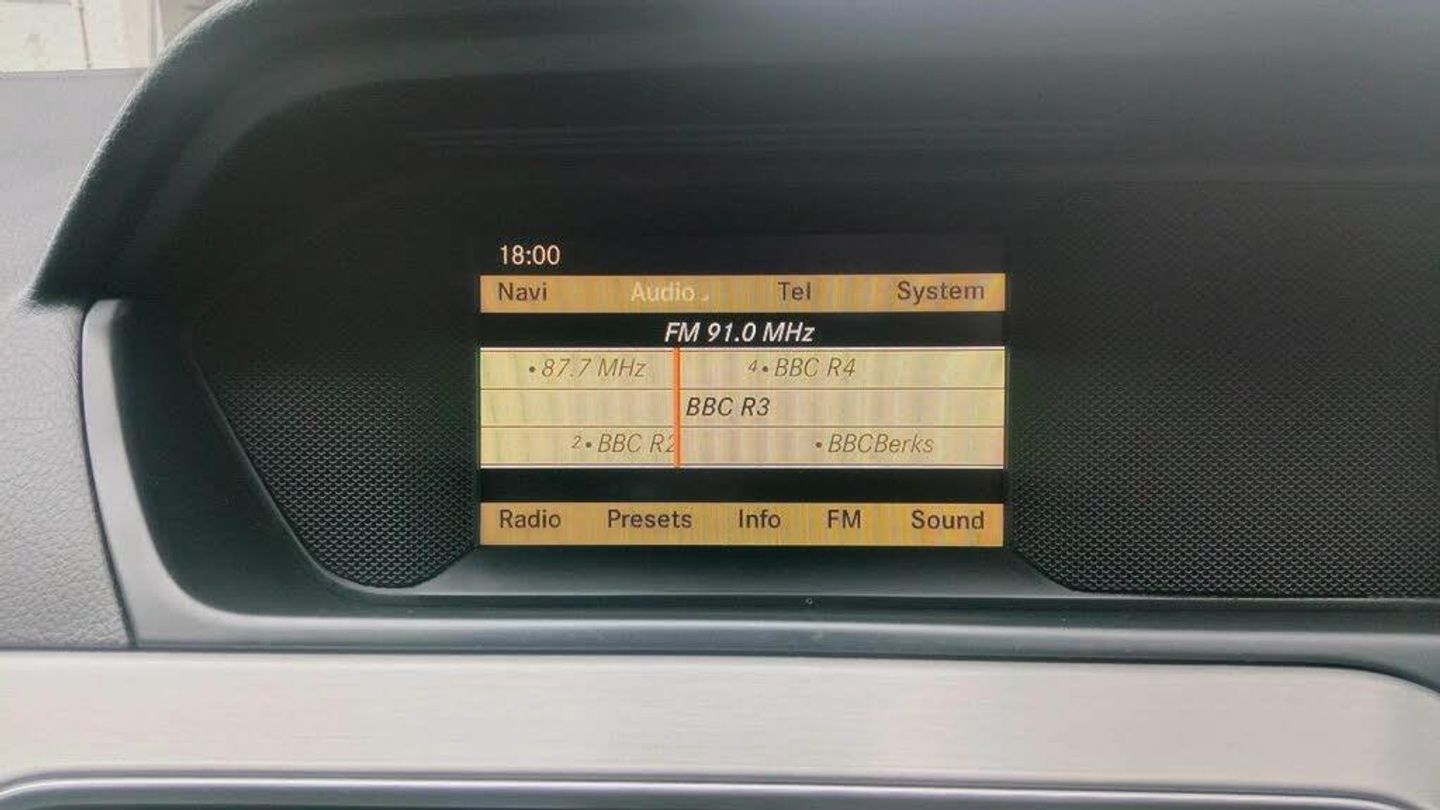 18:00
Navi Audio Tel System
FM 91.0 MHz
•87.7 MHz 4•BBC R4
BBC R3
2•BBC R2 •BBCBerks
Radio Presets Info FM Sound